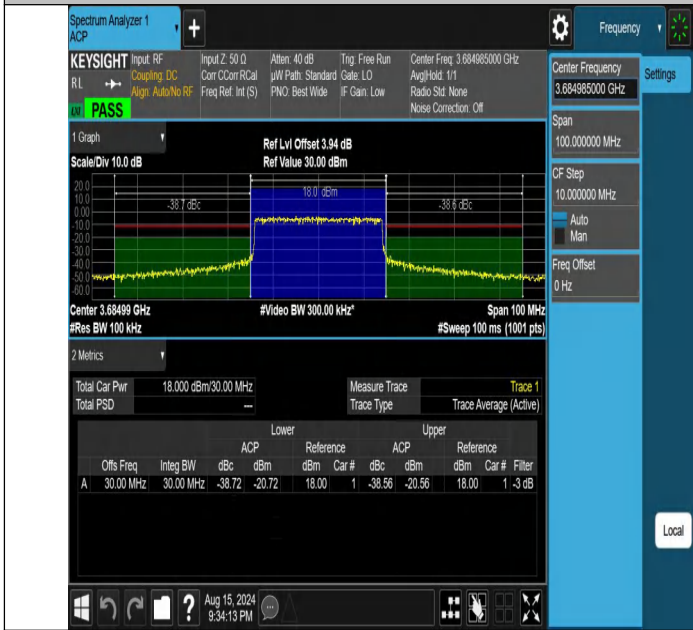 Spectrum Analyzer 1
ACP
+
Frequency
KEYSIGHT Input: RF Input Z: 50 Ω Atten: 40 dB Trig: Free Run Center Freq: 3.684985000 GHz
RL Coupling: DC Corr CCorr RCal µW Path: Standard Gate: LO Avg|Hold: 1/1
Align: Auto/No RF Freq Ref: Int (S) PNO: Best Wide IF Gain: Low Radio Std: None
PASS Noise Correction: Off
Center Frequency
3.684985000 GHz
Settings
Span
100.000000 MHz
CF Step
10.000000 MHz
Auto
Man
Freq Offset
0 Hz
1 Graph
Ref Lvl Offset 3.94 dB
Scale/Div 10.0 dB Ref Value 30.00 dBm
20.0
10.0
0.00
-10.0
-20.0
-30.0
-40.0
-50.0
-60.0
-38.7 dBc 18.0 dBm -38.6 dBc
Center 3.68499 GHz #Video BW 300.00 kHz* Span 100 MHz
#Res BW 100 kHz #Sweep 100 ms (1001 pts)
2 Metrics
Total Car Pwr 18.000 dBm/30.00 MHz Measure Trace Trace 1
Total PSD --- Trace Type Trace Average (Active)
Lower Upper
ACP Reference ACP Reference
Offs Freq Integ BW dBc dBm dBm Car # dBc dBm dBm Car # Filter
A 30.00 MHz 30.00 MHz -38.72 -20.72 18.00 1 -38.56 -20.56 18.00 1 -3 dB
Local
? Aug 15, 2024
9:34:13 PM